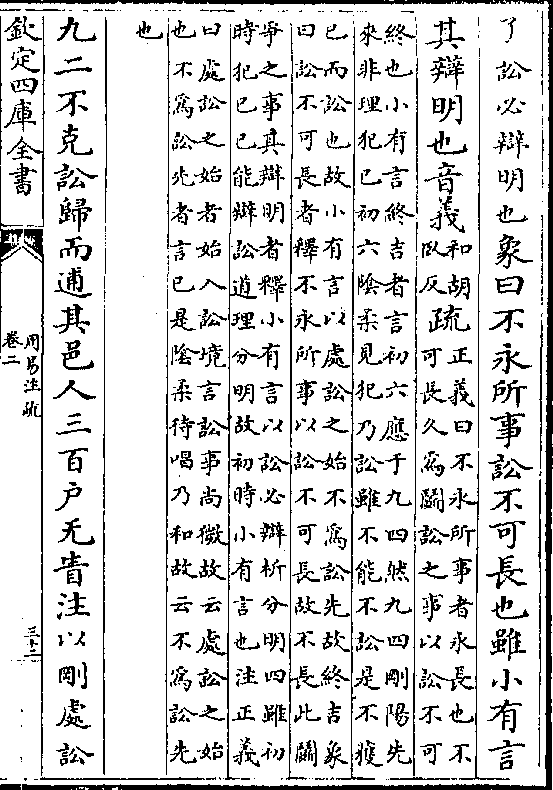 了訟必辯明也象曰不永所事訟不可長也雖小有言
其辯明也音義和胡卧反疏正義曰不永所事者永長也不可長久為鬭訟之事以訟不可
終也小有言終吉者言初六應于九四然九四剛陽先
來非理犯已初六陰柔見犯乃訟雖不能不訟是不獲
已而訟也故小有言以處訟之始不為訟先故終吉象
曰訟不可長者釋不永所事以訟不可長故不長此鬭
爭之事其辯明者釋小有言以訟必辯析分明四雖初
時犯已已能辯訟道理分明故初時小有言也注正義
曰處訟之始者始入訟境言訟事尚微故云處訟之始
也不為訟先者言已是陰柔待唱乃和故云不為訟先
也
九二不克訟歸而逋其邑人三百户无眚注以剛處訟
欽定四庫全書
周易注疏
卷二
三十二